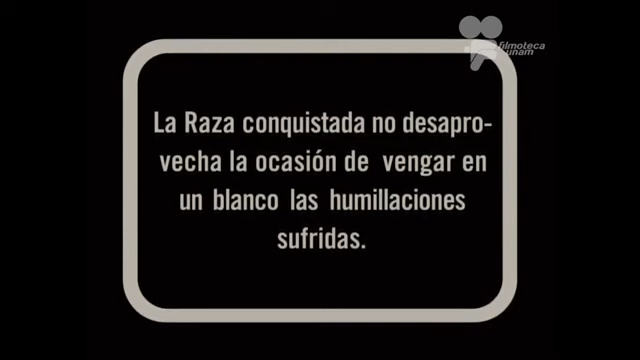 filmoteca
unam
La Raza conquistada no desapro-
vecha la ocasión de vengar en
un blanco las humillaciones
sufridas.